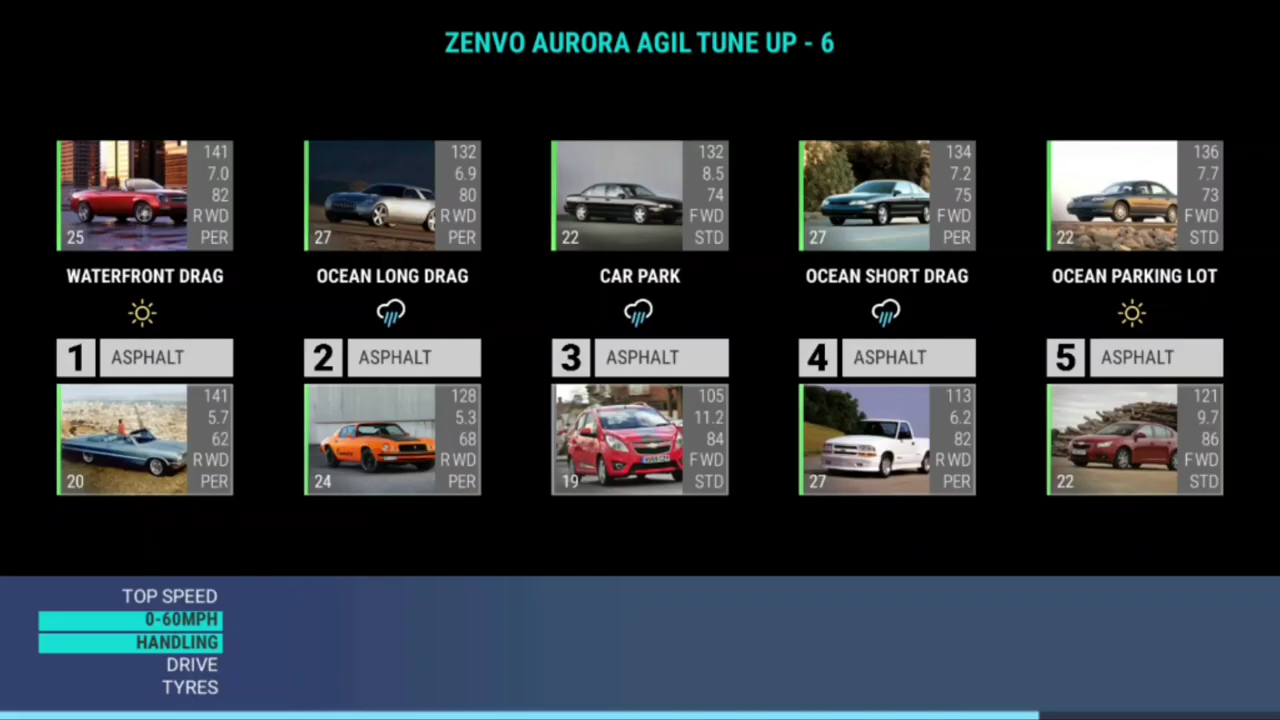 ZENVO AURORA AGIL TUNE UP - 6
141
7.0
82
RWD
25
PER
132
6.9
80
RWD
27
PER
132
8.5
74
FWD
22
STD
134
7.2
75
FWD
27
PER
136
7.7
73
FWD
22
STD
WATERFRONT DRAG
OCEAN LONG DRAG
CAR PARK
OCEAN SHORT DRAG
OCEAN PARKING LOT
1 ASPHALT
2 ASPHALT
3 ASPHALT
4 ASPHALT
5 ASPHALT
141
5.7
62
RWD
20
PER
128
5.3
68
RWD
24
PER
105
11.2
84
FWD
19
STD
113
6.2
82
RWD
27
PER
121
9.7
86
FWD
22
STD
TOP SPEED
0-60MPH
HANDLING
DRIVE
TYRES